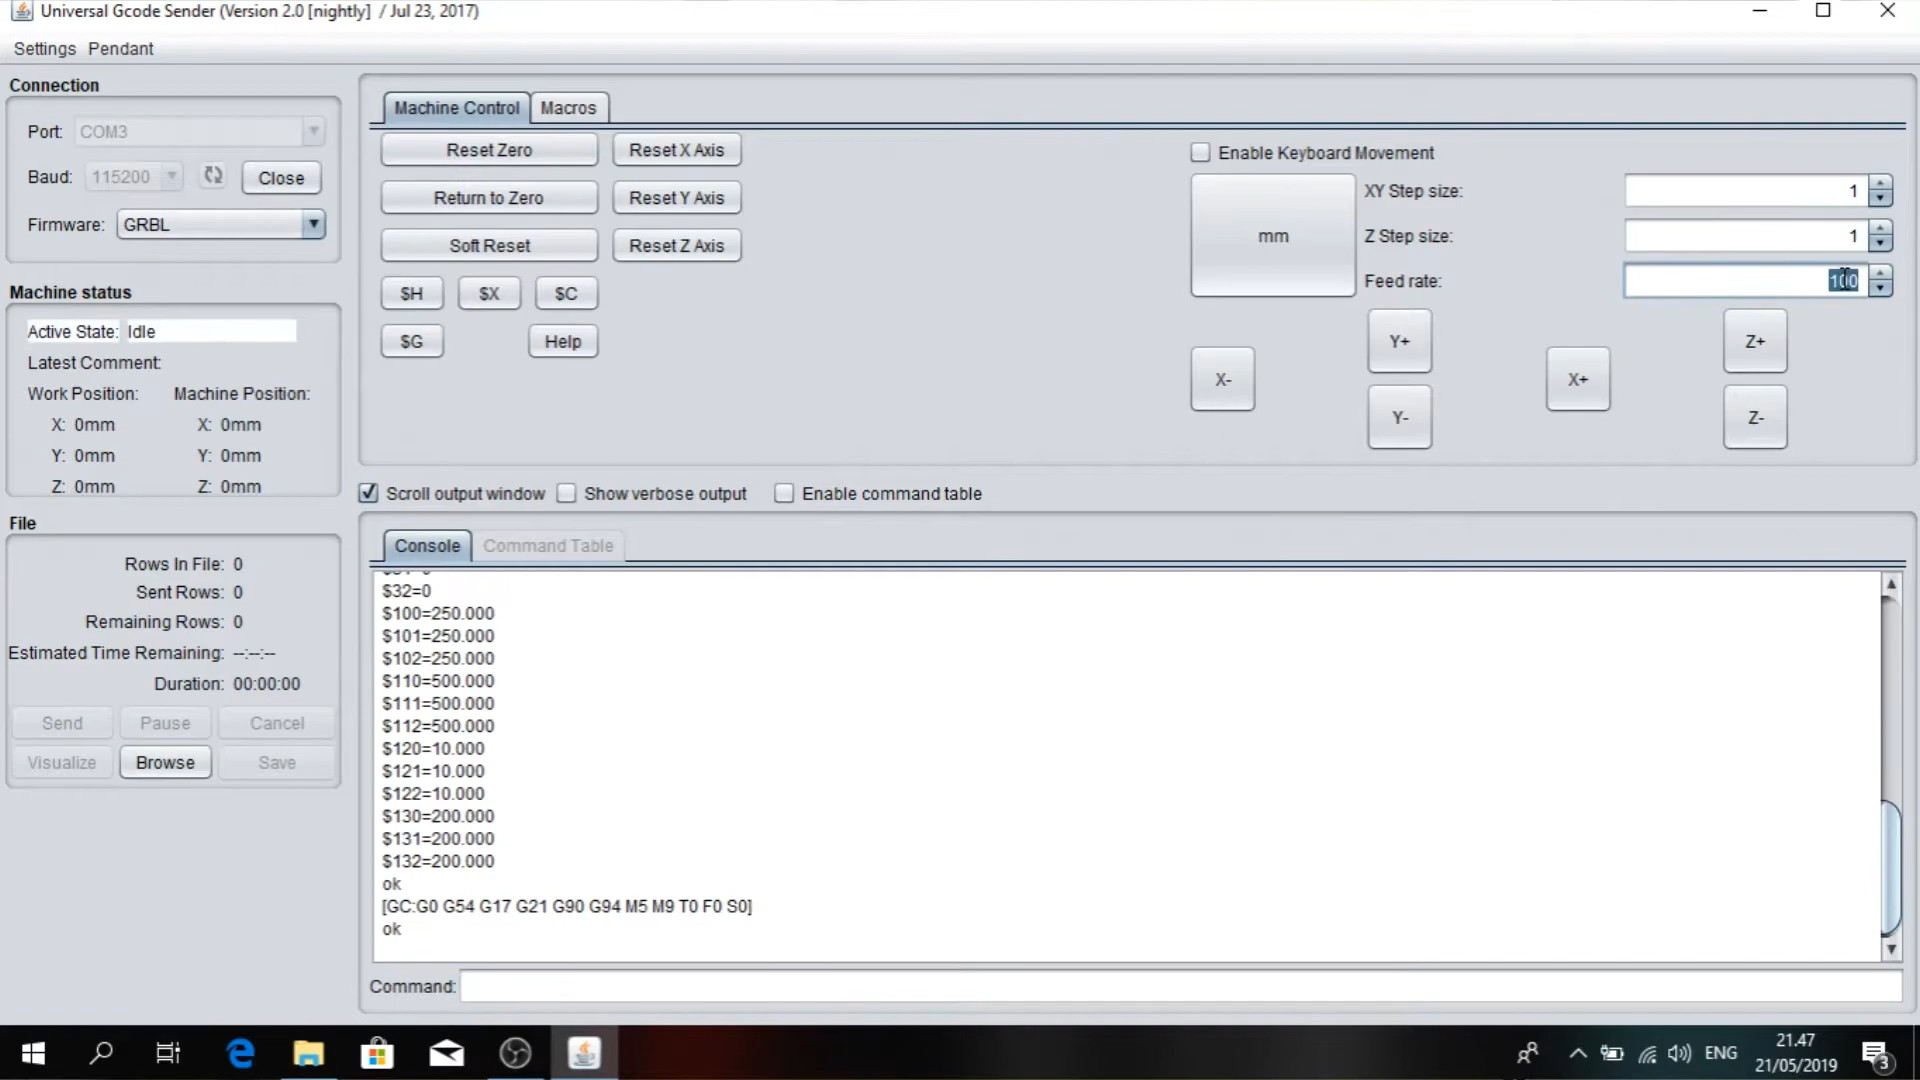 Universal Gcode Sender (Version 2.0 [nightly] / Jul 23, 2017)
Settings Pendant
Connection
Port: COM3
Baud: 115200 Close
Firmware: GRBL
Machine status
Active State: Idle
Latest Comment:
Work Position: Machine Position:
X: 0mm X: 0mm
Y: 0mm Y: 0mm
Z: 0mm Z: 0mm
File
Rows In File: 0
Sent Rows: 0
Remaining Rows: 0
Estimated Time Remaining: --:--:--
Duration: 00:00:00
Send Pause Cancel
Visualize Browse Save
Machine Control Macros
Reset Zero Reset X Axis
Return to Zero Reset Y Axis
Soft Reset Reset Z Axis
$H $X $C
$G Help
Enable Keyboard Movement
mm
XY Step size: 1
Z Step size: 1
Feed rate: 100
X- Y+ Y- X+ Z+ Z-
Scroll output window Show verbose output Enable command table
Console Command Table
$32=0
$100=250.000
$101=250.000
$102=250.000
$110=500.000
$111=500.000
$112=500.000
$120=10.000
$121=10.000
$122=10.000
$130=200.000
$131=200.000
$132=200.000
ok
[GC:G0 G54 G17 G21 G90 G94 M5 M9 T0 F0 S0]
ok
Command:
ENG
21.47
21/05/2019
3